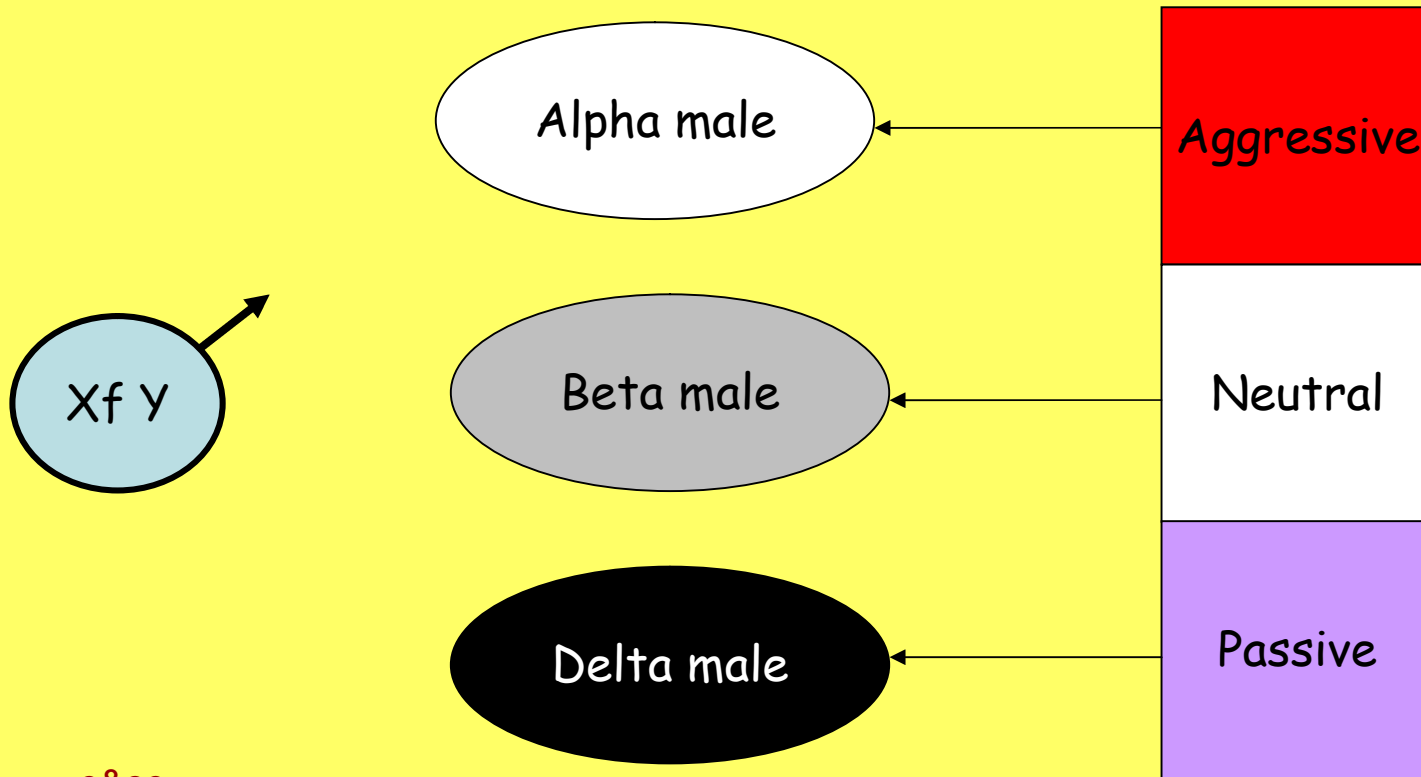 Alpha male
Aggressive
Xf Y
Beta male
Neutral
Delta male
Passive